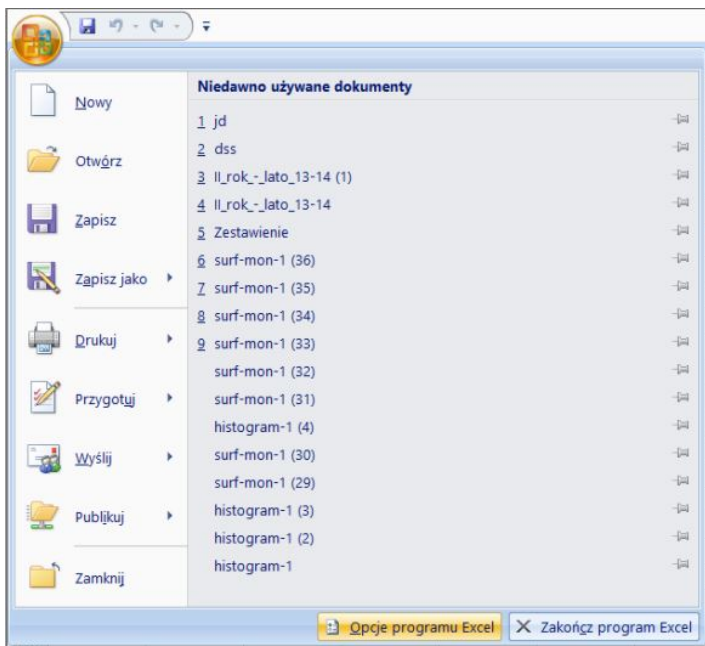 Niedawno używane dokumenty
Nowy
Otwórz
Zapisz
Zapisz jako
Drukuj
Przygotuj
Wyślij
Publikuj
Zamknij
1 jd
2 dss
3 II_rok_-_lato_13-14 (1)
4 II_rok_-_lato_13-14
5 Zestawienie
6 surf-mon-1 (36)
7 surf-mon-1 (35)
8 surf-mon-1 (34)
9 surf-mon-1 (33)
surf-mon-1 (32)
surf-mon-1 (31)
histogram-1 (4)
surf-mon-1 (30)
surf-mon-1 (29)
histogram-1 (3)
histogram-1 (2)
histogram-1
Opcje programu Excel
Zakończ program Excel